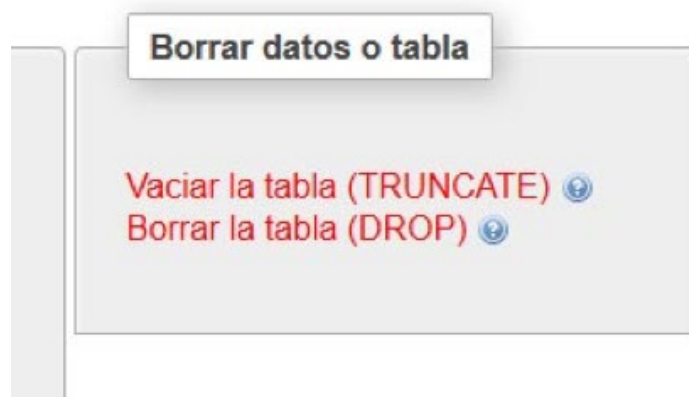 Borrar datos o tabla
Vaciar la tabla (TRUNCATE)
Borrar la tabla (DROP)